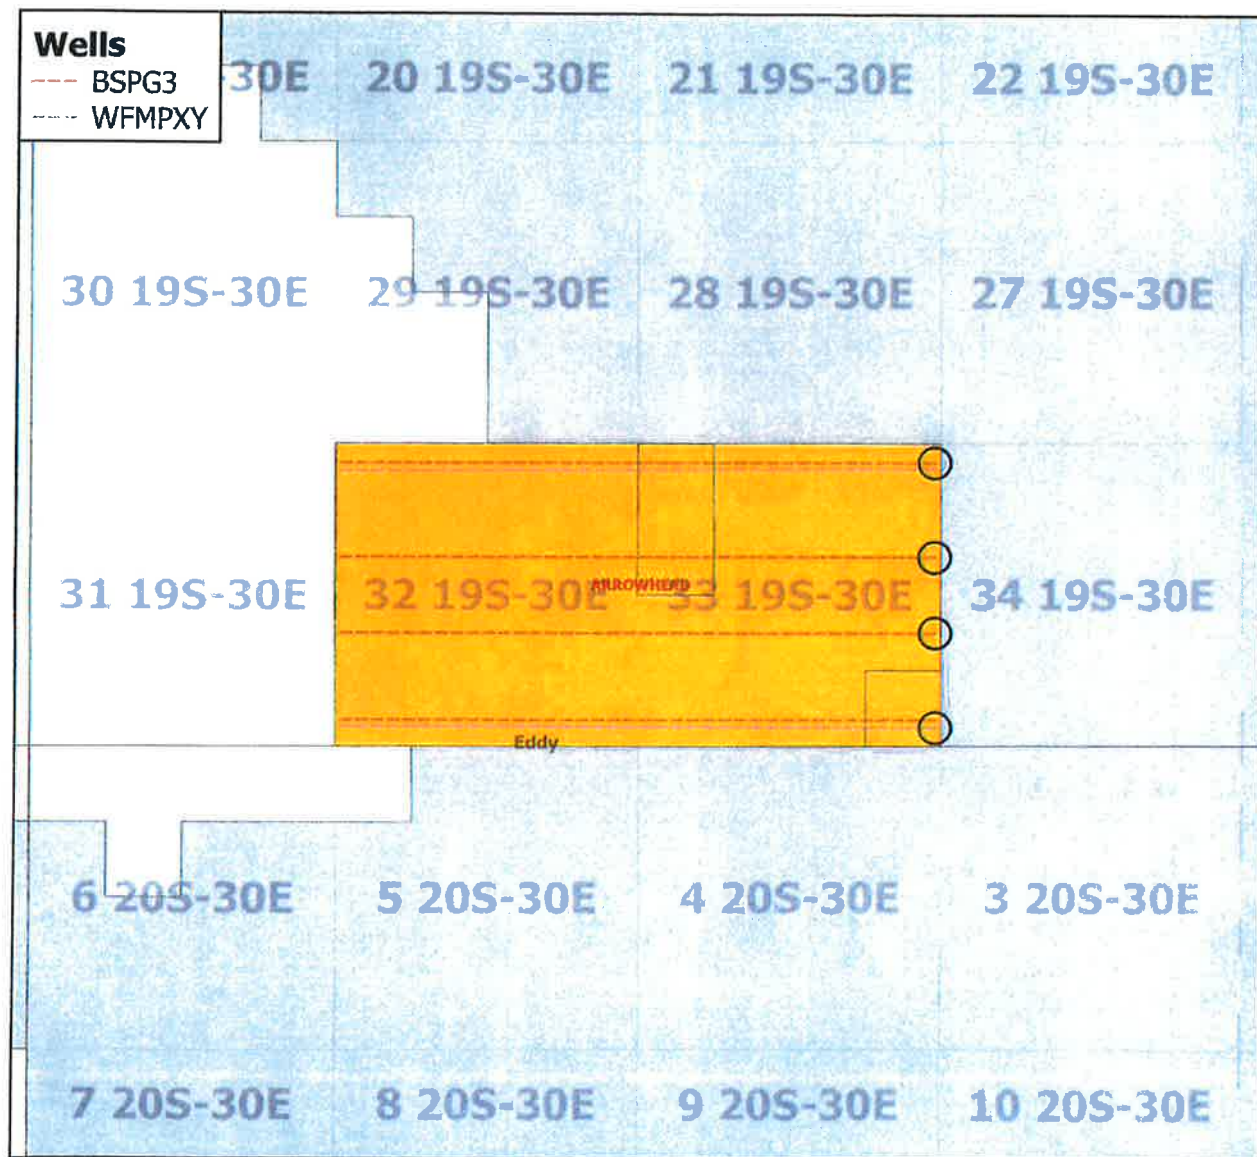 Wells
BSPG3
WFMPXY
-30E 20 19S-30E 21 19S-30E 22 19S-30E
30 19S-30E 29 19S-30E 28 19S-30E 27 19S-30E
31 19S-30E 32 19S-30E ARROWHEAD 33 19S-30E 34 19S-30E
Eddy
6 20S-30E 5 20S-30E 4 20S-30E 3 20S-30E
7 20S-30E 8 20S-30E 9 20S-30E 10 20S-30E